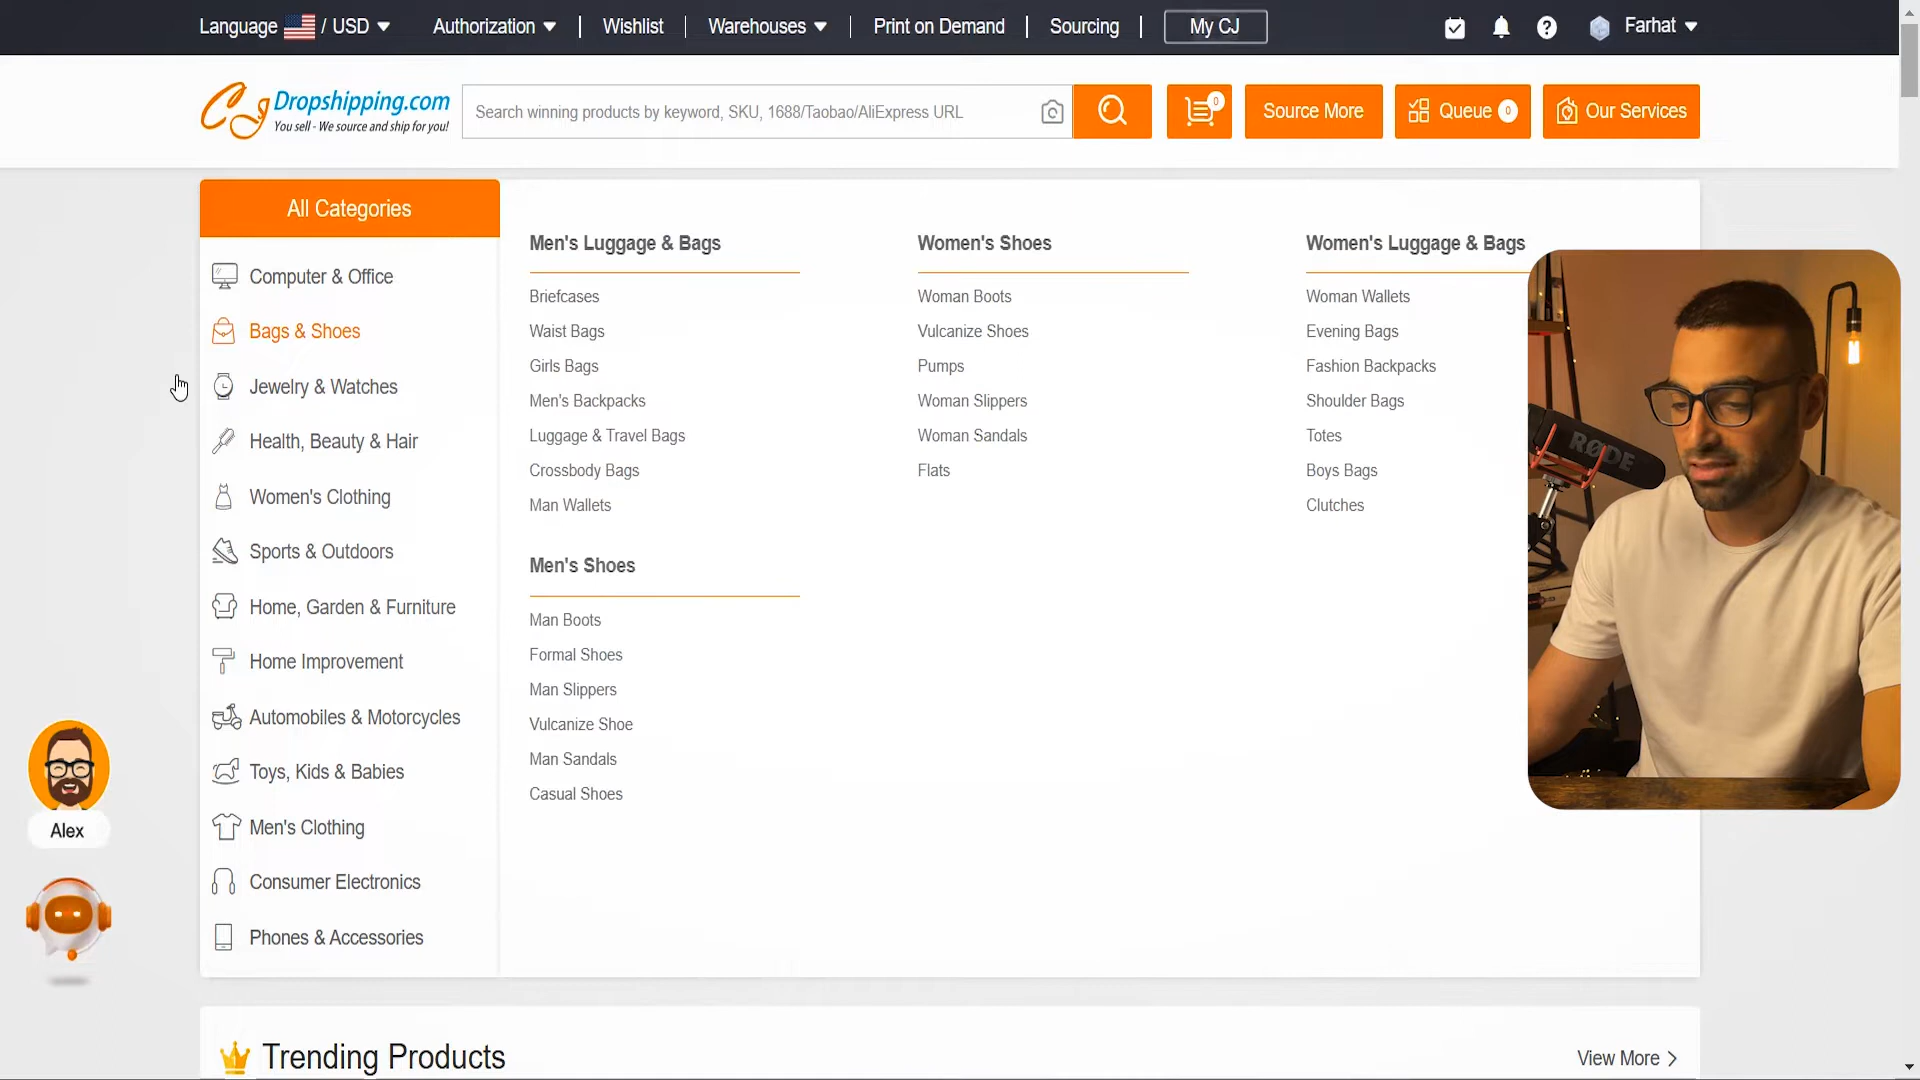 Language / USD
Authorization
Wishlist
Warehouses
Print on Demand
Sourcing
My CJ
Farhat
CJ Dropshipping.com
You sell - We source and ship for you!
Search winning products by keyword, SKU, 1688/Taobao/AliExpress URL
0
Source More
Queue 0
Our Services
All Categories
Computer & Office
Bags & Shoes
Jewelry & Watches
Health, Beauty & Hair
Women's Clothing
Sports & Outdoors
Home, Garden & Furniture
Home Improvement
Automobiles & Motorcycles
Toys, Kids & Babies
Men's Clothing
Consumer Electronics
Phones & Accessories
Men's Luggage & Bags
Briefcases
Waist Bags
Girls Bags
Men's Backpacks
Luggage & Travel Bags
Crossbody Bags
Man Wallets
Men's Shoes
Man Boots
Formal Shoes
Man Slippers
Vulcanize Shoe
Man Sandals
Casual Shoes
Women's Shoes
Woman Boots
Vulcanize Shoes
Pumps
Woman Slippers
Woman Sandals
Flats
Women's Luggage & Bags
Woman Wallets
Evening Bags
Fashion Backpacks
Shoulder Bags
Totes
Boys Bags
Clutches
RØDE
Alex
Trending Products
View More